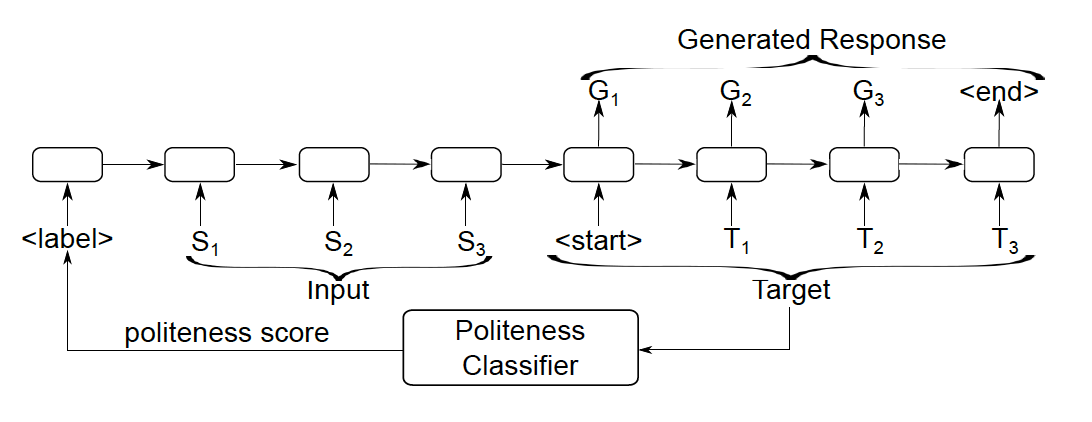 Generated Response
G1 G2 G3 <end>
<label> S1 S2 S3 <start> T1 T2 T3
Input Target
politeness score
Politeness
Classifier